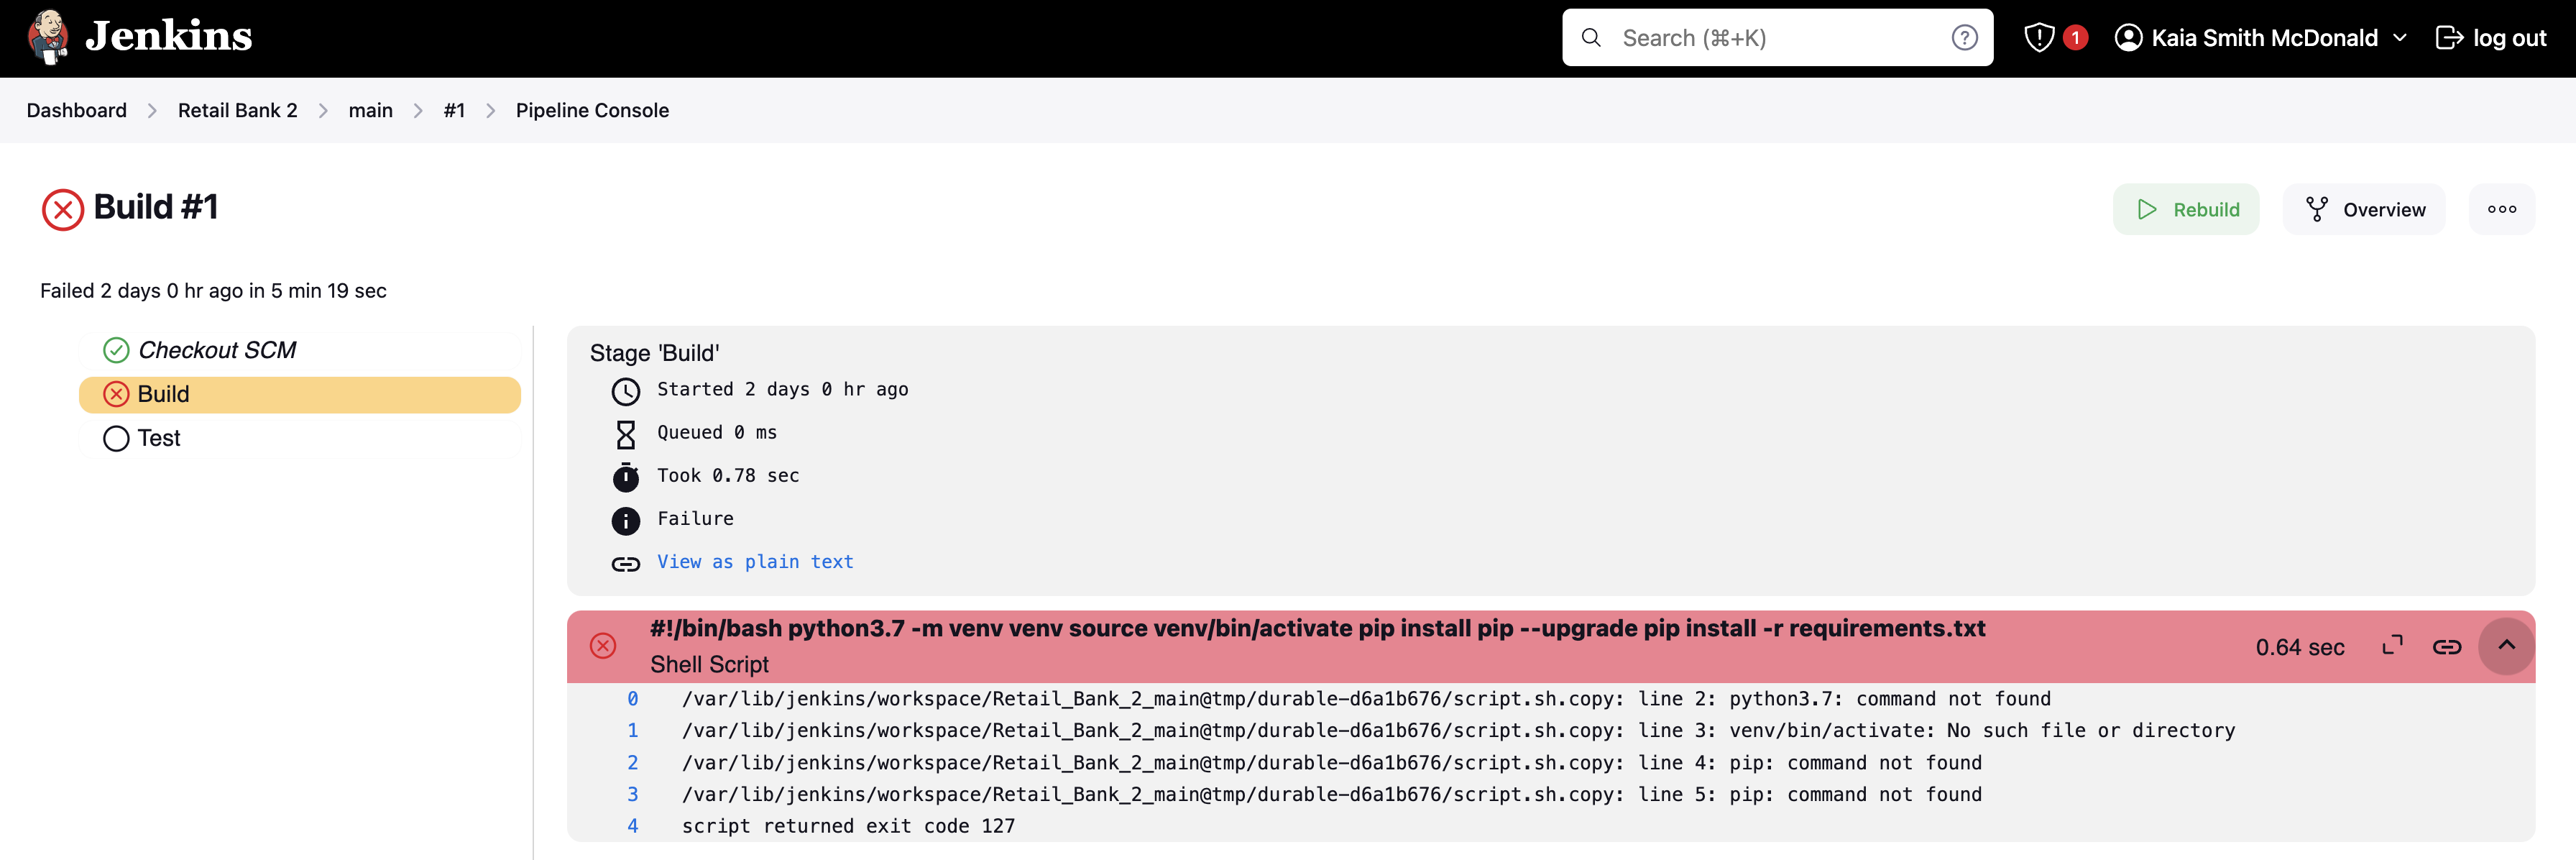 Jenkins
Search (⌘+K)
1
Kaia Smith McDonald
log out
Dashboard
Retail Bank 2
main
#1
Pipeline Console
Build #1
Rebuild
Overview
Failed 2 days 0 hr ago in 5 min 19 sec
Checkout SCM
Build
Test
Stage 'Build'
Started 2 days 0 hr ago
Queued 0 ms
Took 0.78 sec
Failure
View as plain text
#!/bin/bash python3.7 -m venv venv source venv/bin/activate pip install pip --upgrade pip install -r requirements.txt
Shell Script
0.64 sec
0 /var/lib/jenkins/workspace/Retail_Bank_2_main@tmp/durable-d6a1b676/script.sh.copy: line 2: python3.7: command not found
1 /var/lib/jenkins/workspace/Retail_Bank_2_main@tmp/durable-d6a1b676/script.sh.copy: line 3: venv/bin/activate: No such file or directory
2 /var/lib/jenkins/workspace/Retail_Bank_2_main@tmp/durable-d6a1b676/script.sh.copy: line 4: pip: command not found
3 /var/lib/jenkins/workspace/Retail_Bank_2_main@tmp/durable-d6a1b676/script.sh.copy: line 5: pip: command not found
4 script returned exit code 127